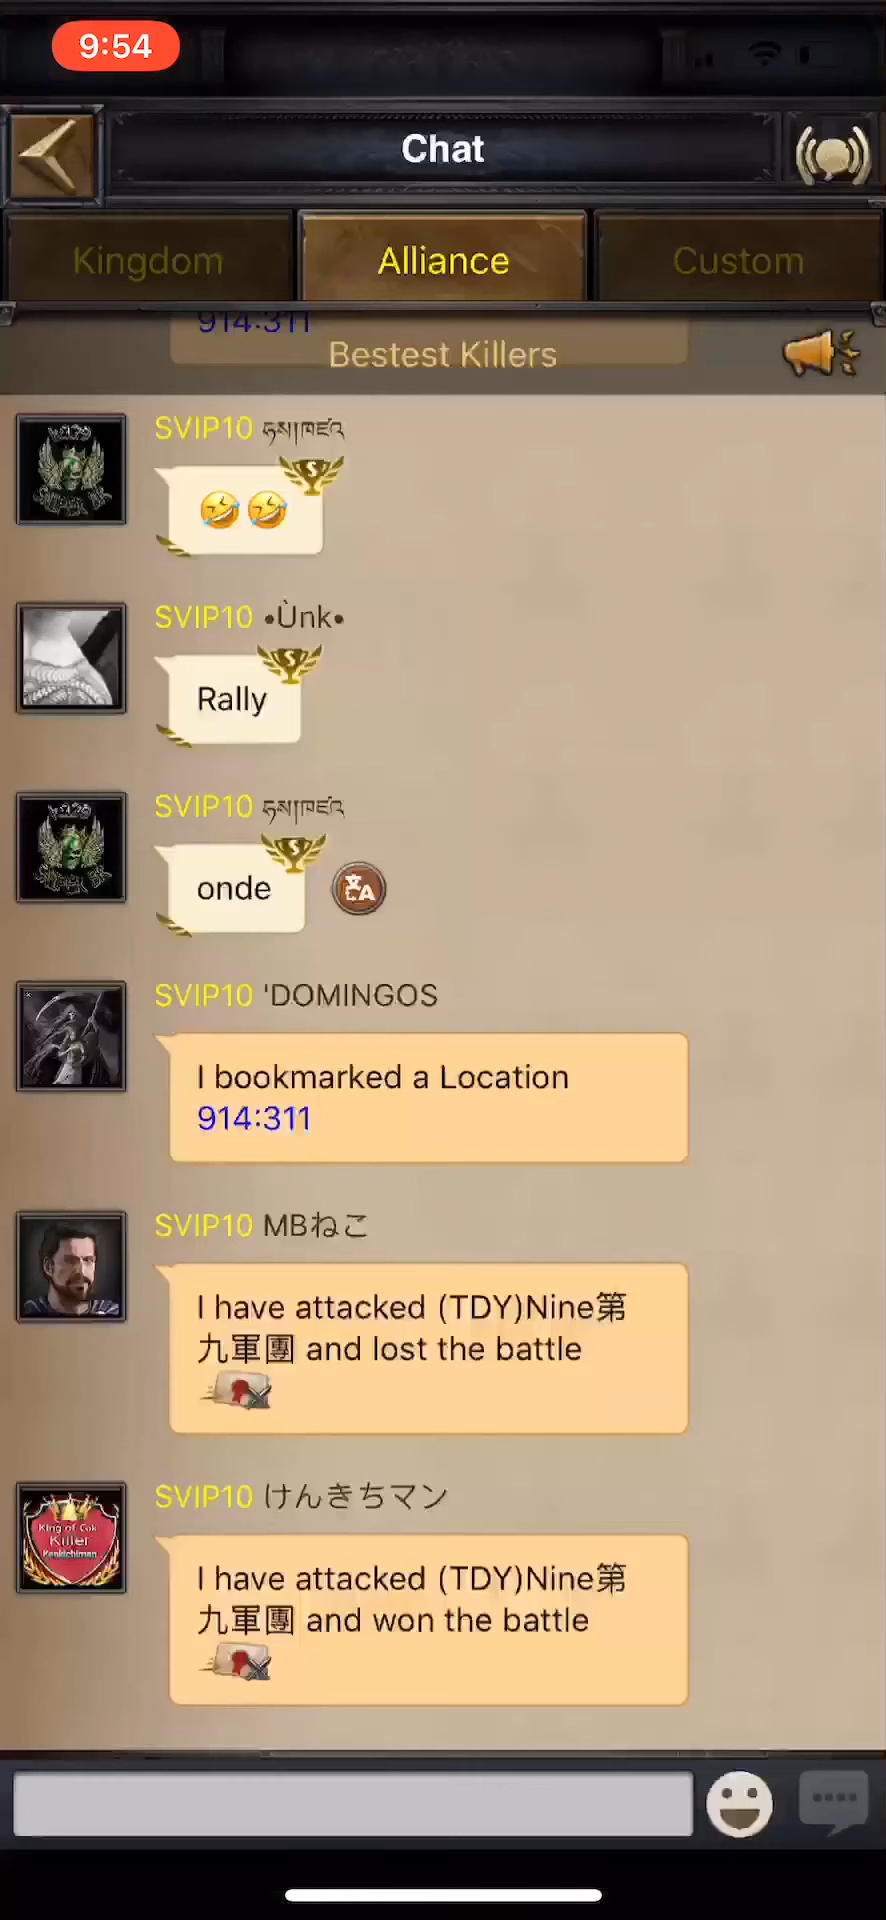 9:54
Chat
Kingdom
Alliance
Custom
914:311
Bestest Killers
SVIP10
🤣🤣
SVIP10 •Ùnk•
Rally
SVIP10
onde
SVIP10 'DOMINGOS
I bookmarked a Location
914:311
SVIP10 MBねこ
I have attacked (TDY)Nine第
九軍團 and lost the battle
SVIP10 けんきちマン
King of Cok
Killer
Kenkichiman
I have attacked (TDY)Nine第
九軍團 and won the battle